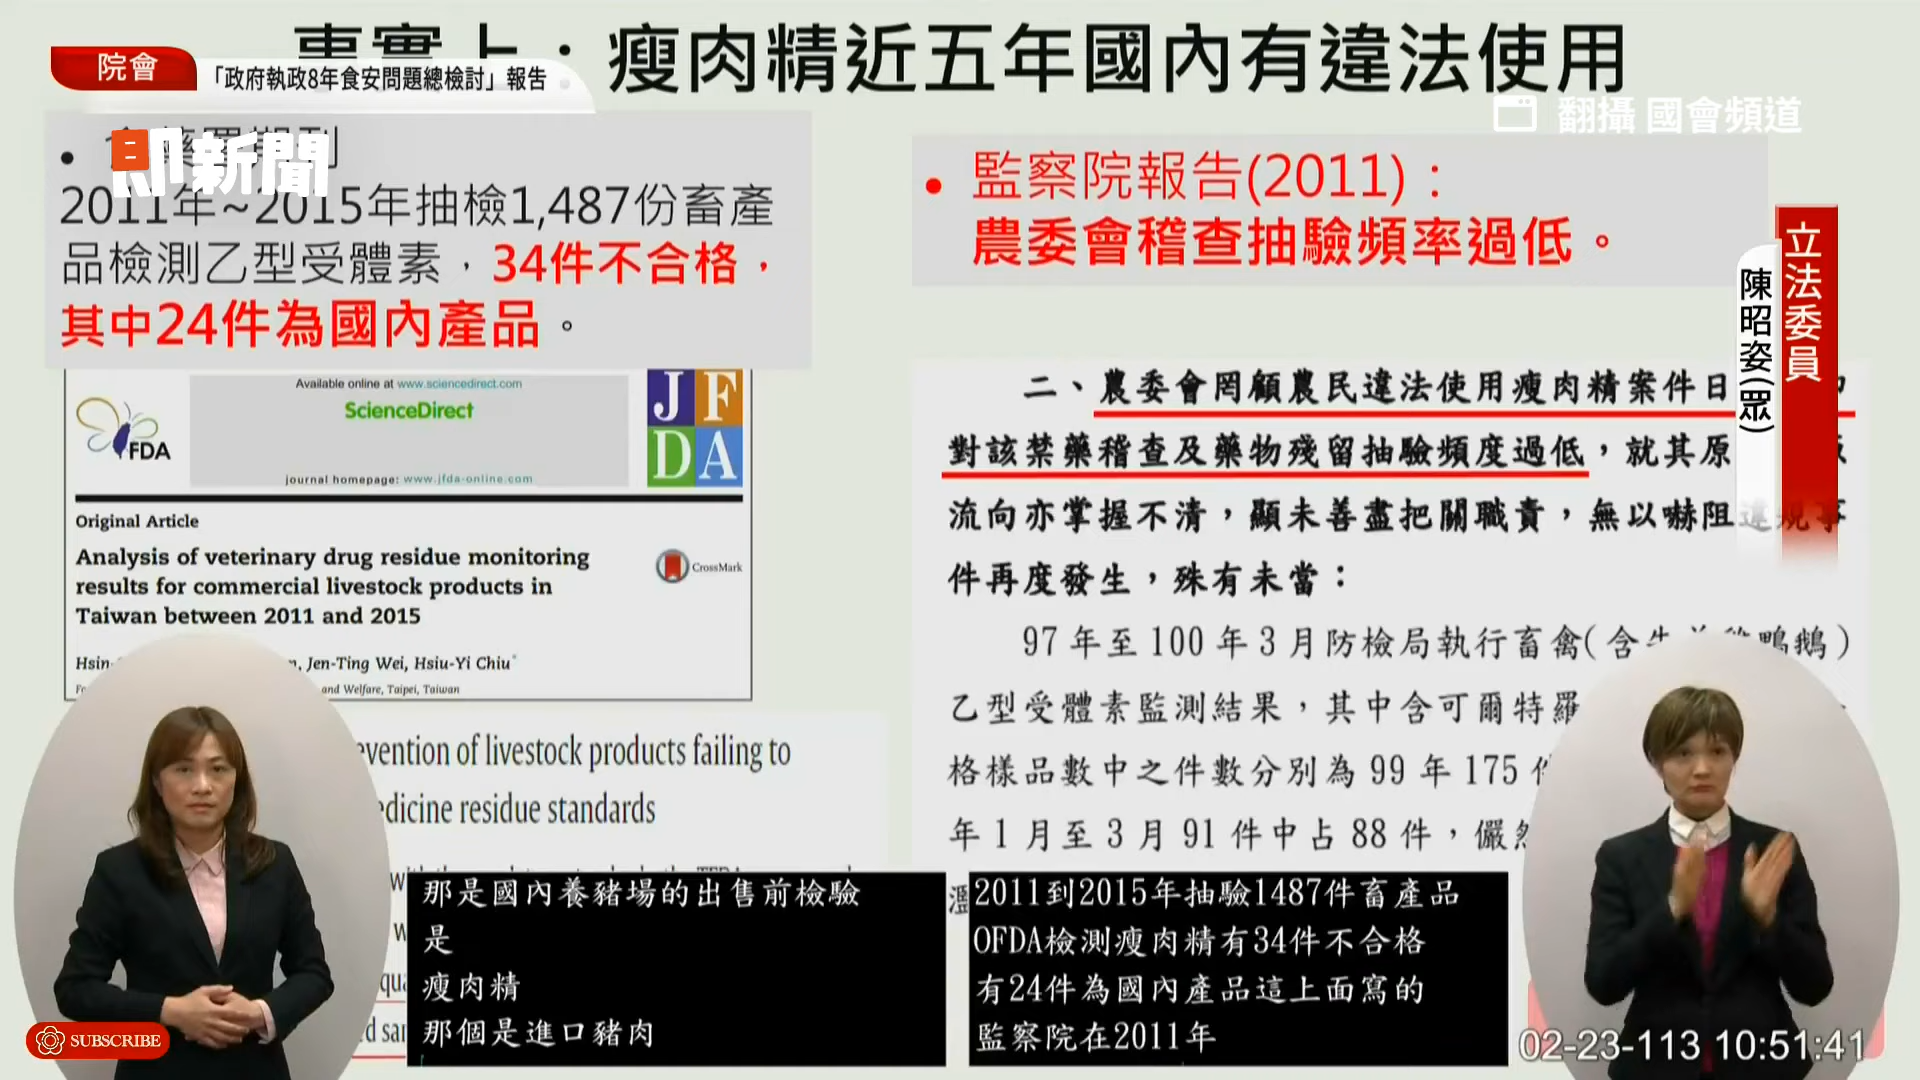 事實上：瘦肉精近五年國內有違法使用
院會
「政府執政8年食安問題總檢討」報告
翻攝 國會頻道
即新聞
2011年~2015年抽檢1,487份畜產
品檢測乙型受體素，34件不合格，
其中24件為國內產品。
監察院報告(2011)：
農委會稽查抽驗頻率過低。
立法委員
陳昭姿(眾)
Available online at www.sciencedirect.com
ScienceDirect
journal homepage: www.jfda-online.com
FDA
JFDA
Original Article
Analysis of veterinary drug residue monitoring
results for commercial livestock products in
Taiwan between 2011 and 2015
CrossMark
Jen-Ting Wei, Hsiu-Yi Chiu*
and Welfare, Taipei, Taiwan
of livestock products failing to
residue standards
二、農委會罔顧農民違法使用瘦肉精案件日
對該禁藥稽查及藥物殘留抽驗頻度過低，就其原
流向亦掌握不清，顯未善盡把關職責，無以嚇阻違規事
件再度發生，殊有未當：
97年至100年3月防檢局執行畜禽(含
鴨鵝)
乙型受體素監測結果，其中含可爾特羅
格樣品數中之件數分別為99年175
年1月至3月91件中占88件，儼
那是國內養豬場的出售前檢驗
是
瘦肉精
那個是進口豬肉
2011到2015年抽驗1487件畜產品
OFDA檢測瘦肉精有34件不合格
有24件為國內產品這上面寫的
監察院在2011年
SUBSCRIBE
02-23-113 10:51:41